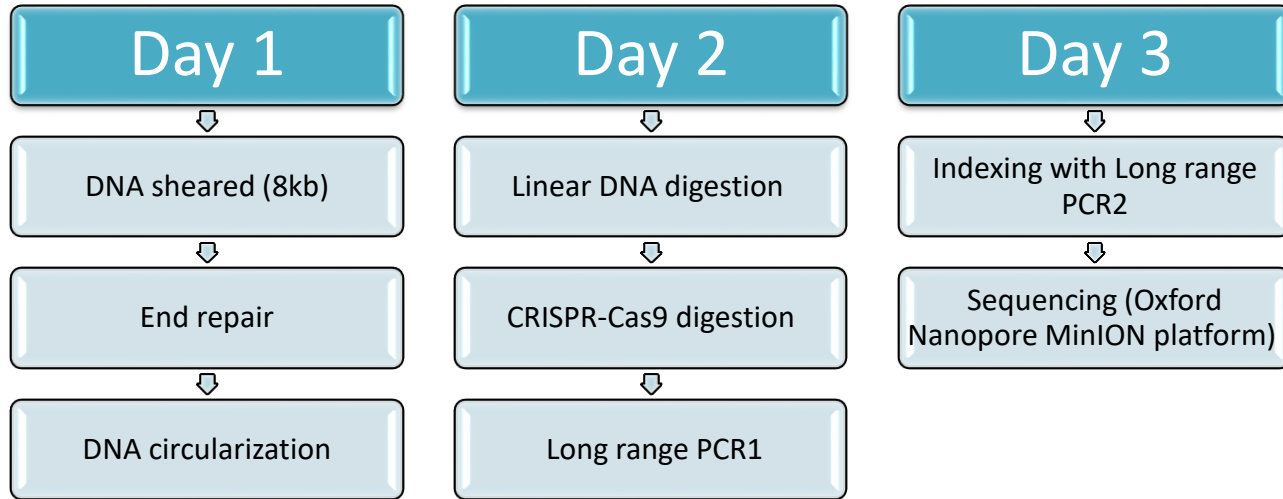 Day 1
DNA sheared (8kb)
End repair
DNA circularization
Day 2
Linear DNA digestion
CRISPR-Cas9 digestion
Long range PCR1
Day 3
Indexing with Long range
PCR2
Sequencing (Oxford
Nanopore MinION platform)